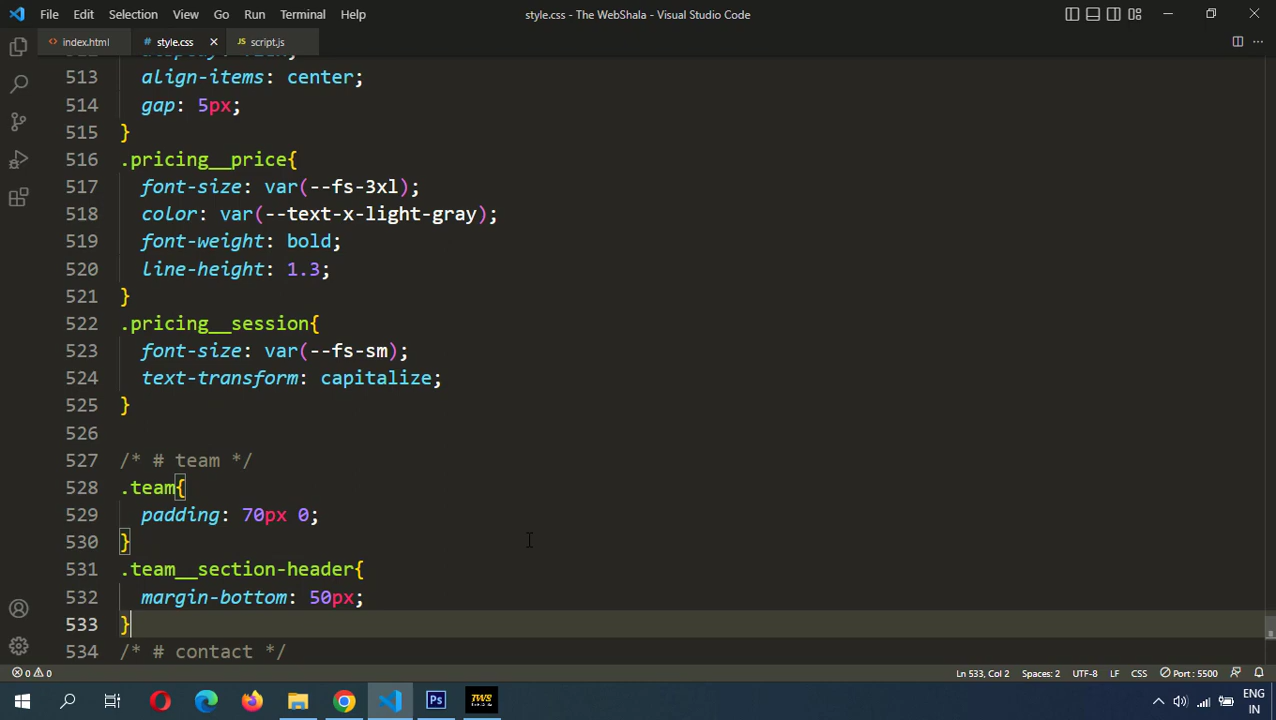 File Edit Selection View Go Run Terminal Help
style.css - The WebShala - Visual Studio Code
index.html
style.css
script.js
513 align-items: center;
514 gap: 5px;
515 }
516 .pricing__price{
517 font-size: var(--fs-3xl);
518 color: var(--text-x-light-gray);
519 font-weight: bold;
520 line-height: 1.3;
521 }
522 .pricing__session{
523 font-size: var(--fs-sm);
524 text-transform: capitalize;
525 }
526
527 /* # team */
528 .team{
529 padding: 70px 0;
530 }
531 .team__section-header{
532 margin-bottom: 50px;
533 }
534 /* # contact */
0 0
Ln 533, Col 2 Spaces: 2 UTF-8 LF CSS Port : 5500
Ps
TWS
ENG
IN